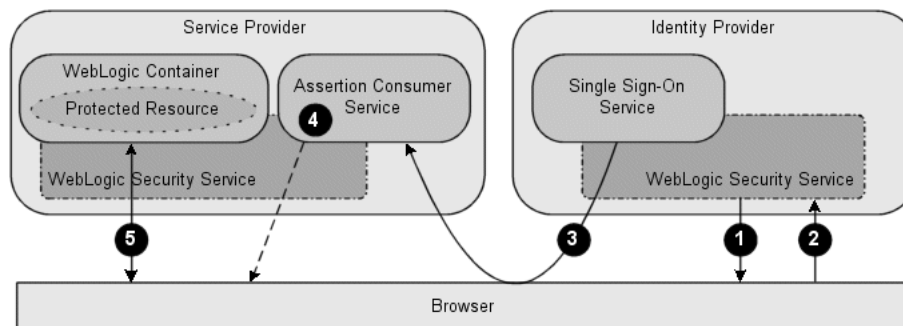 Service Provider
Identity Provider
WebLogic Container
Protected Resource
Assertion Consumer
Service
4
Single Sign-On
Service
WebLogic Security Service
WebLogic Security Service
5
3
1
2
Browser